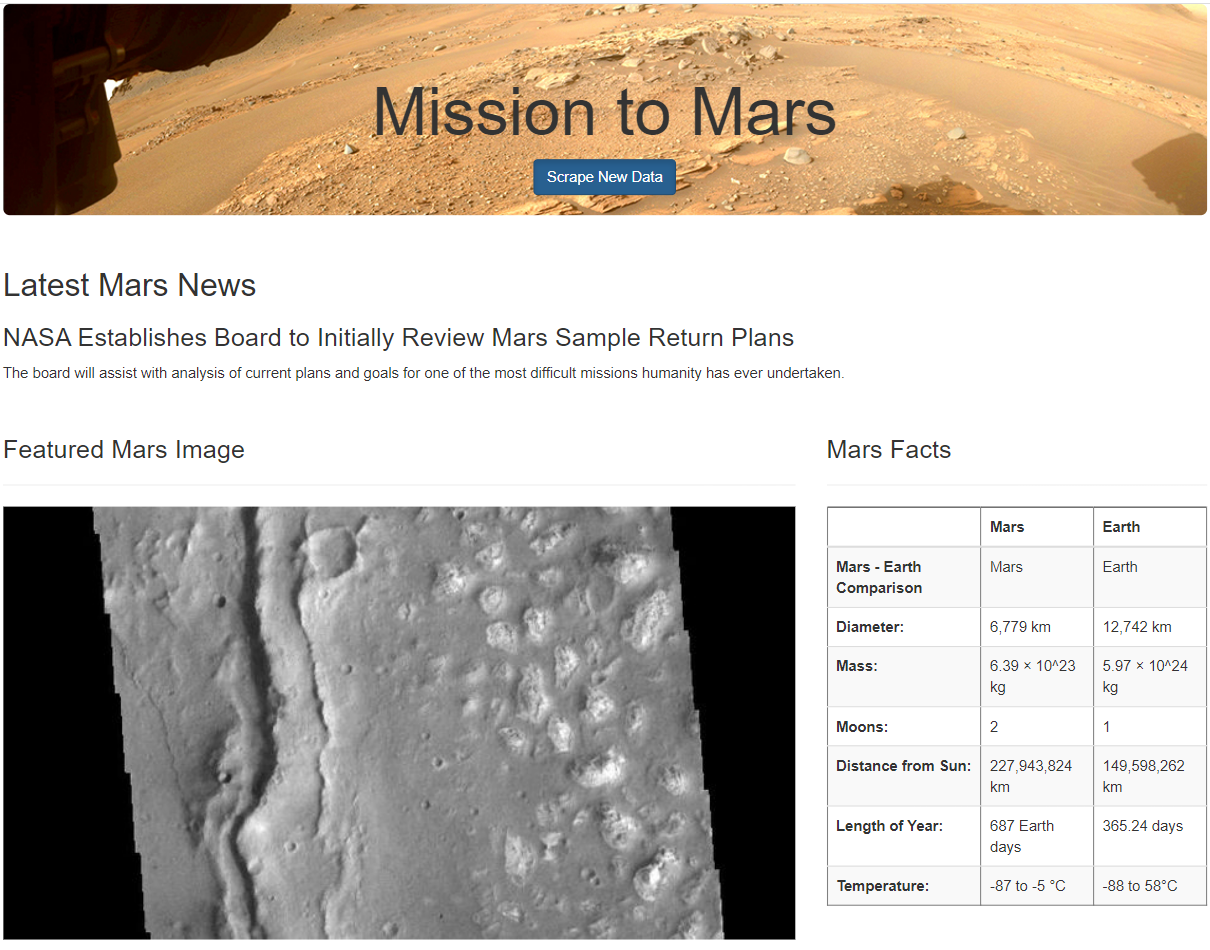 Mission to Mars
Scrape New Data
Latest Mars News
NASA Establishes Board to Initially Review Mars Sample Return Plans
The board will assist with analysis of current plans and goals for one of the most difficult missions humanity has ever undertaken.
Featured Mars Image
Mars Facts
Mars Earth
Mars - Earth Comparison Mars Earth
Diameter: 6,779 km 12,742 km
Mass: 6.39 × 10^23 kg 5.97 × 10^24 kg
Moons: 2 1
Distance from Sun: 227,943,824 km 149,598,262 km
Length of Year: 687 Earth days 365.24 days
Temperature: -87 to -5 °C -88 to 58°C